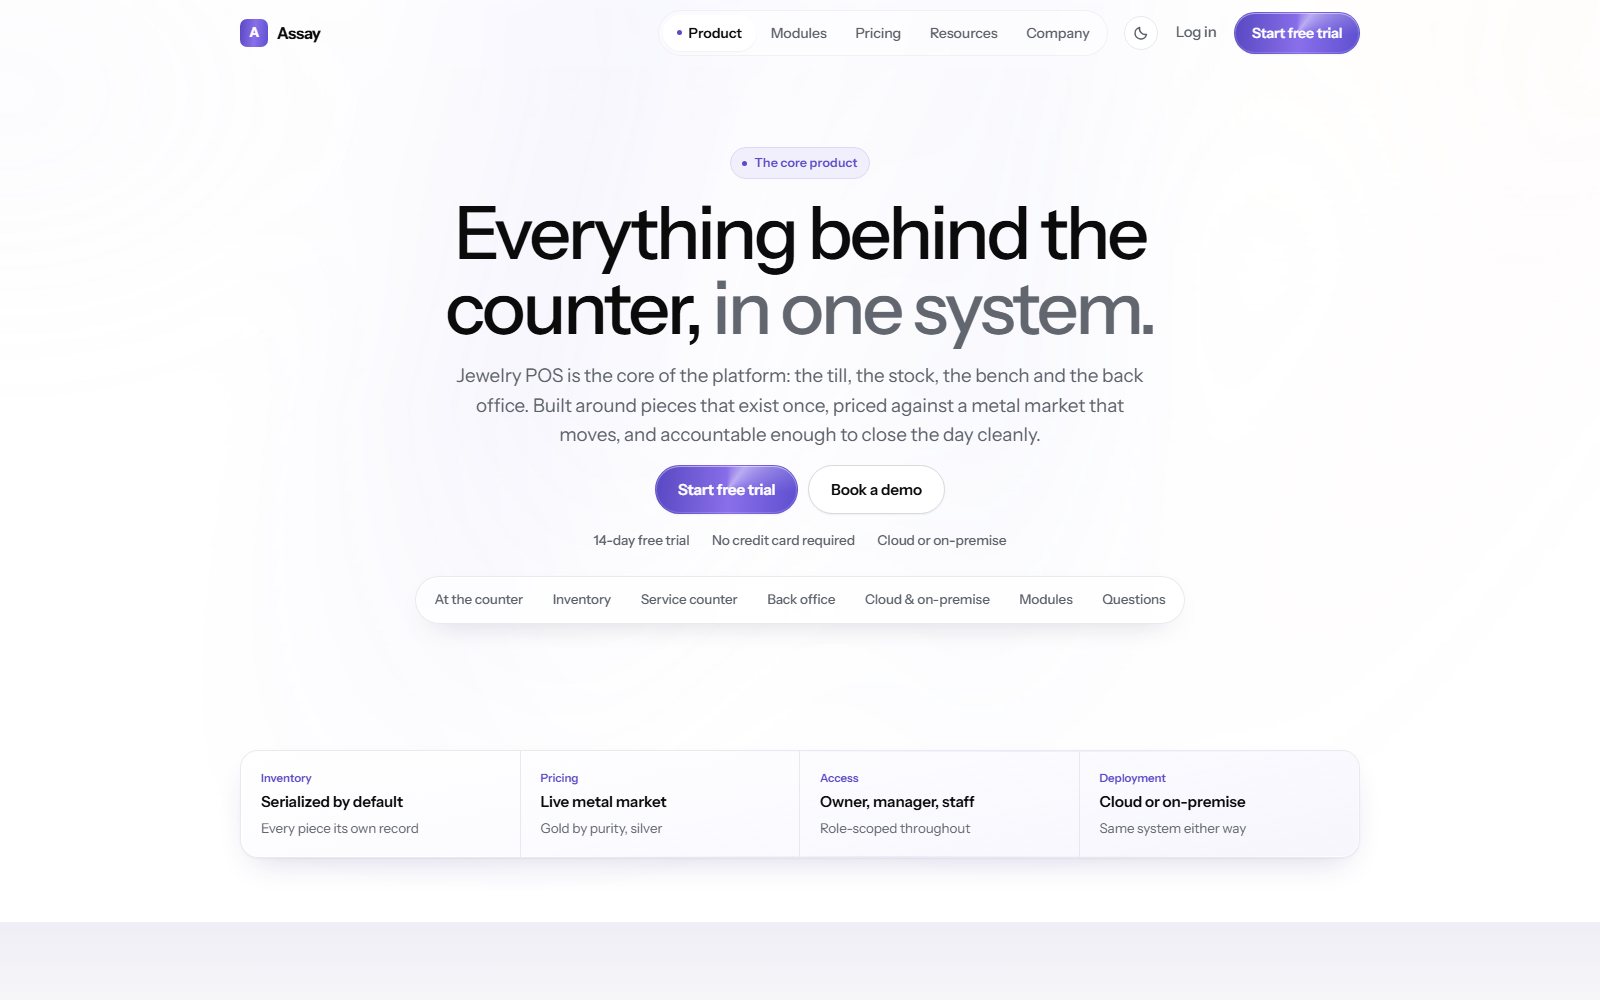 A Assay
Product Modules Pricing Resources Company Log in Start free trial
The core product
Everything behind the
counter, in one system.
Jewelry POS is the core of the platform: the till, the stock, the bench and the back
office. Built around pieces that exist once, priced against a metal market that
moves, and accountable enough to close the day cleanly.
Start free trial Book a demo
14-day free trial No credit card required Cloud or on-premise
At the counter Inventory Service counter Back office Cloud & on-premise Modules Questions
Inventory
Serialized by default
Every piece its own record
Pricing
Live metal market
Gold by purity, silver
Access
Owner, manager, staff
Role-scoped throughout
Deployment
Cloud or on-premise
Same system either way